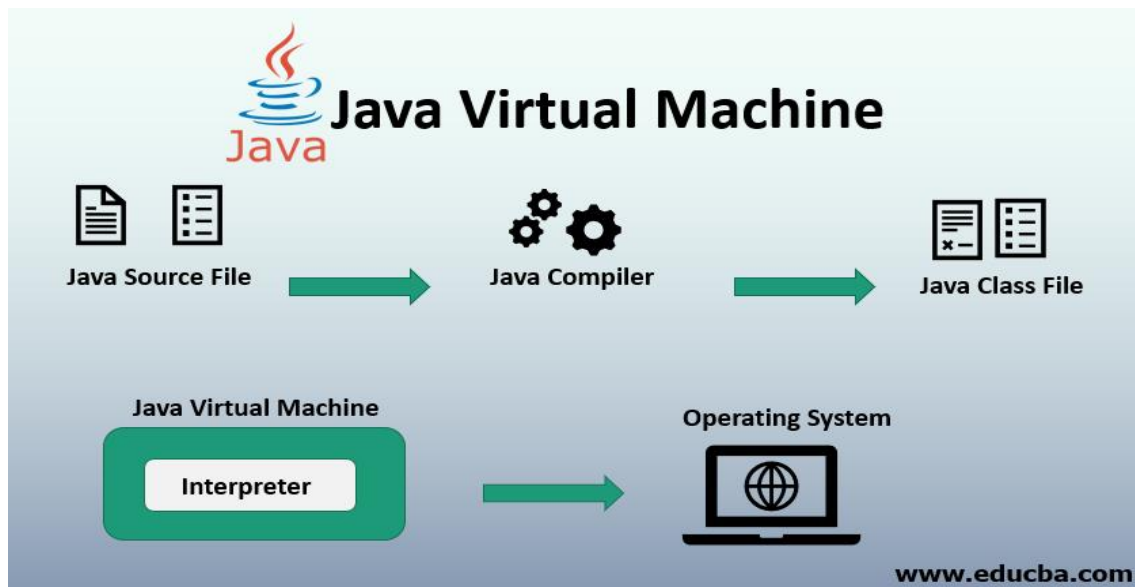 Java
Java Virtual Machine
Java Source File
Java Compiler
Java Class File
Java Virtual Machine
Interpreter
Operating System
www.educba.com